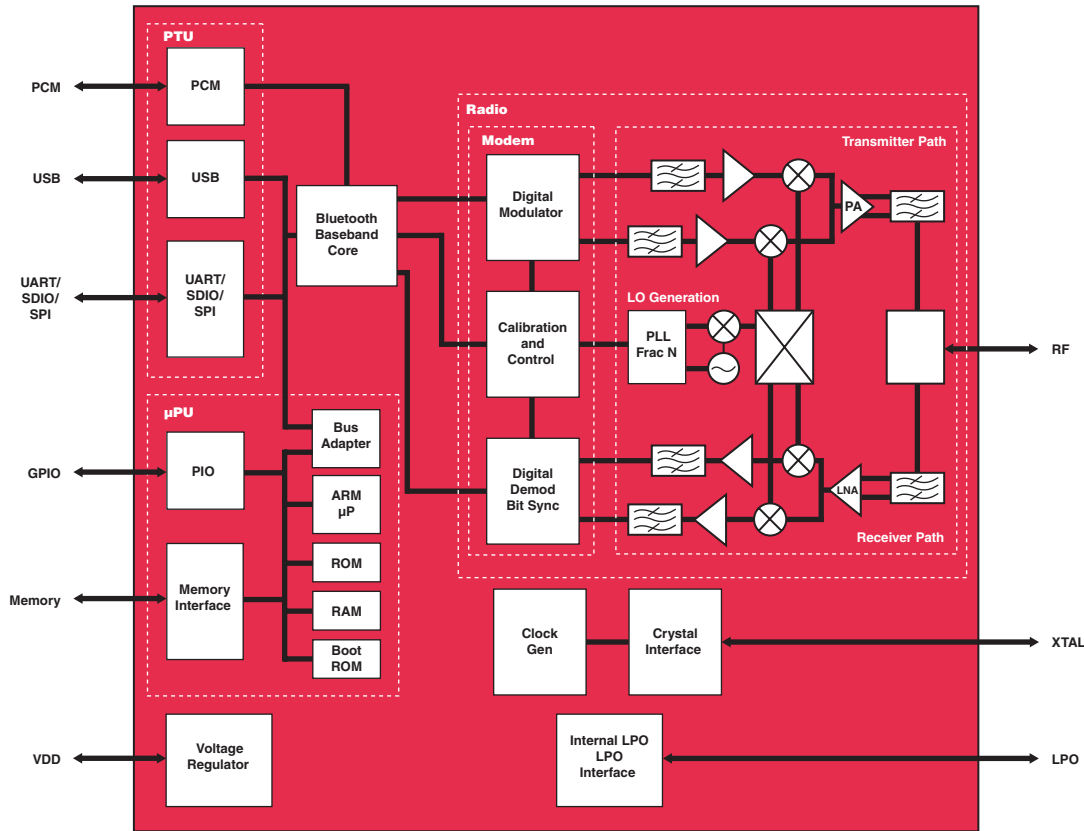 PTU
PCM
PCM
USB
USB
UART/
SDIO/
SPI
UART/
SDIO/
SPI
Bluetooth
Baseband
Core
Radio
Modem
Digital
Modulator
Calibration
and
Control
Digital
Demod
Bit Sync
Transmitter Path
PA
LO Generation
PLL
Frac N
RF
LNA
Receiver Path
µPU
GPIO
PIO
Bus
Adapter
ARM
µP
ROM
RAM
Boot
ROM
Memory
Memory
Interface
Clock
Gen
Crystal
Interface
XTAL
VDD
Voltage
Regulator
Internal LPO
LPO
Interface
LPO